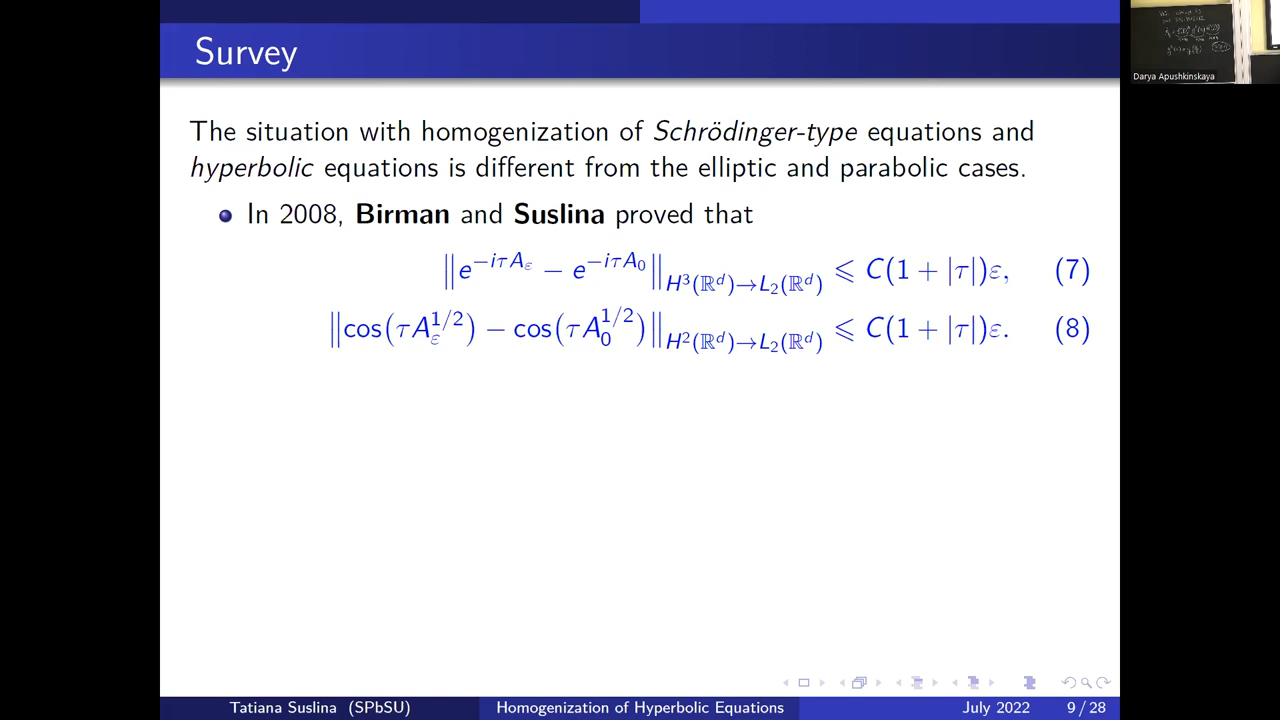 Survey
Darya Apushkinskaya
The situation with homogenization of Schrödinger-type equations and
hyperbolic equations is different from the elliptic and parabolic cases.
In 2008, Birman and Suslina proved that
‖e^{−iτA_ε} − e^{−iτA_0}‖_{H^3(ℝ^d)→L_2(ℝ^d)} ⩽ C(1 + |τ|)ε, (7)
‖cos(τA_ε^{1/2}) − cos(τA_0^{1/2})‖_{H^2(ℝ^d)→L_2(ℝ^d)} ⩽ C(1 + |τ|)ε. (8)
Tatiana Suslina (SPbSU) Homogenization of Hyperbolic Equations July 2022 9 / 28